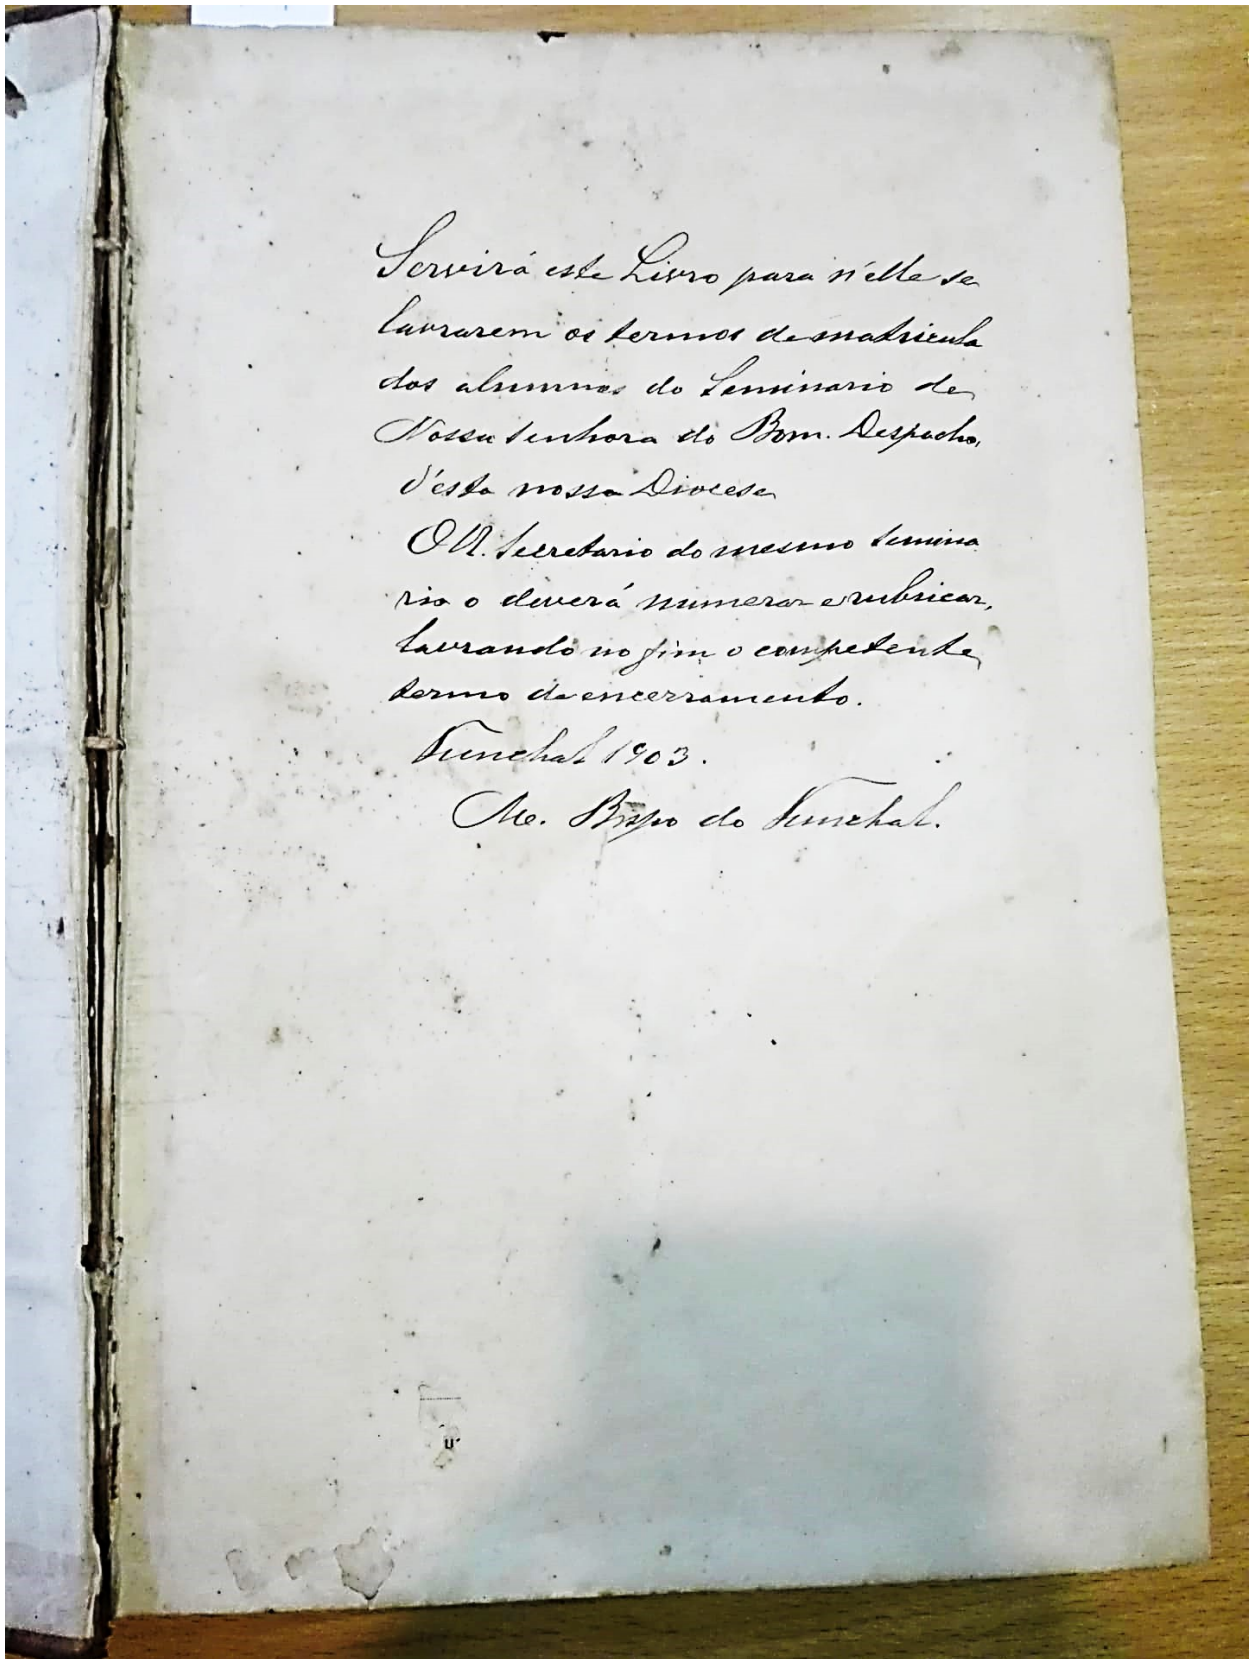 Servirá este Livro para n'elle se
lavrarem os termos de matricula
dos alumnos do Seminario de
Nossa Senhora do Bom. Despacho,
d'esta nossa Diocese
O R. Secretario do mesmo Semina
rio o deverá numerar e rubricar,
lavrando no fim o competente
termo de encerramento.
Funchal 1903.
Bispo do Funchal.